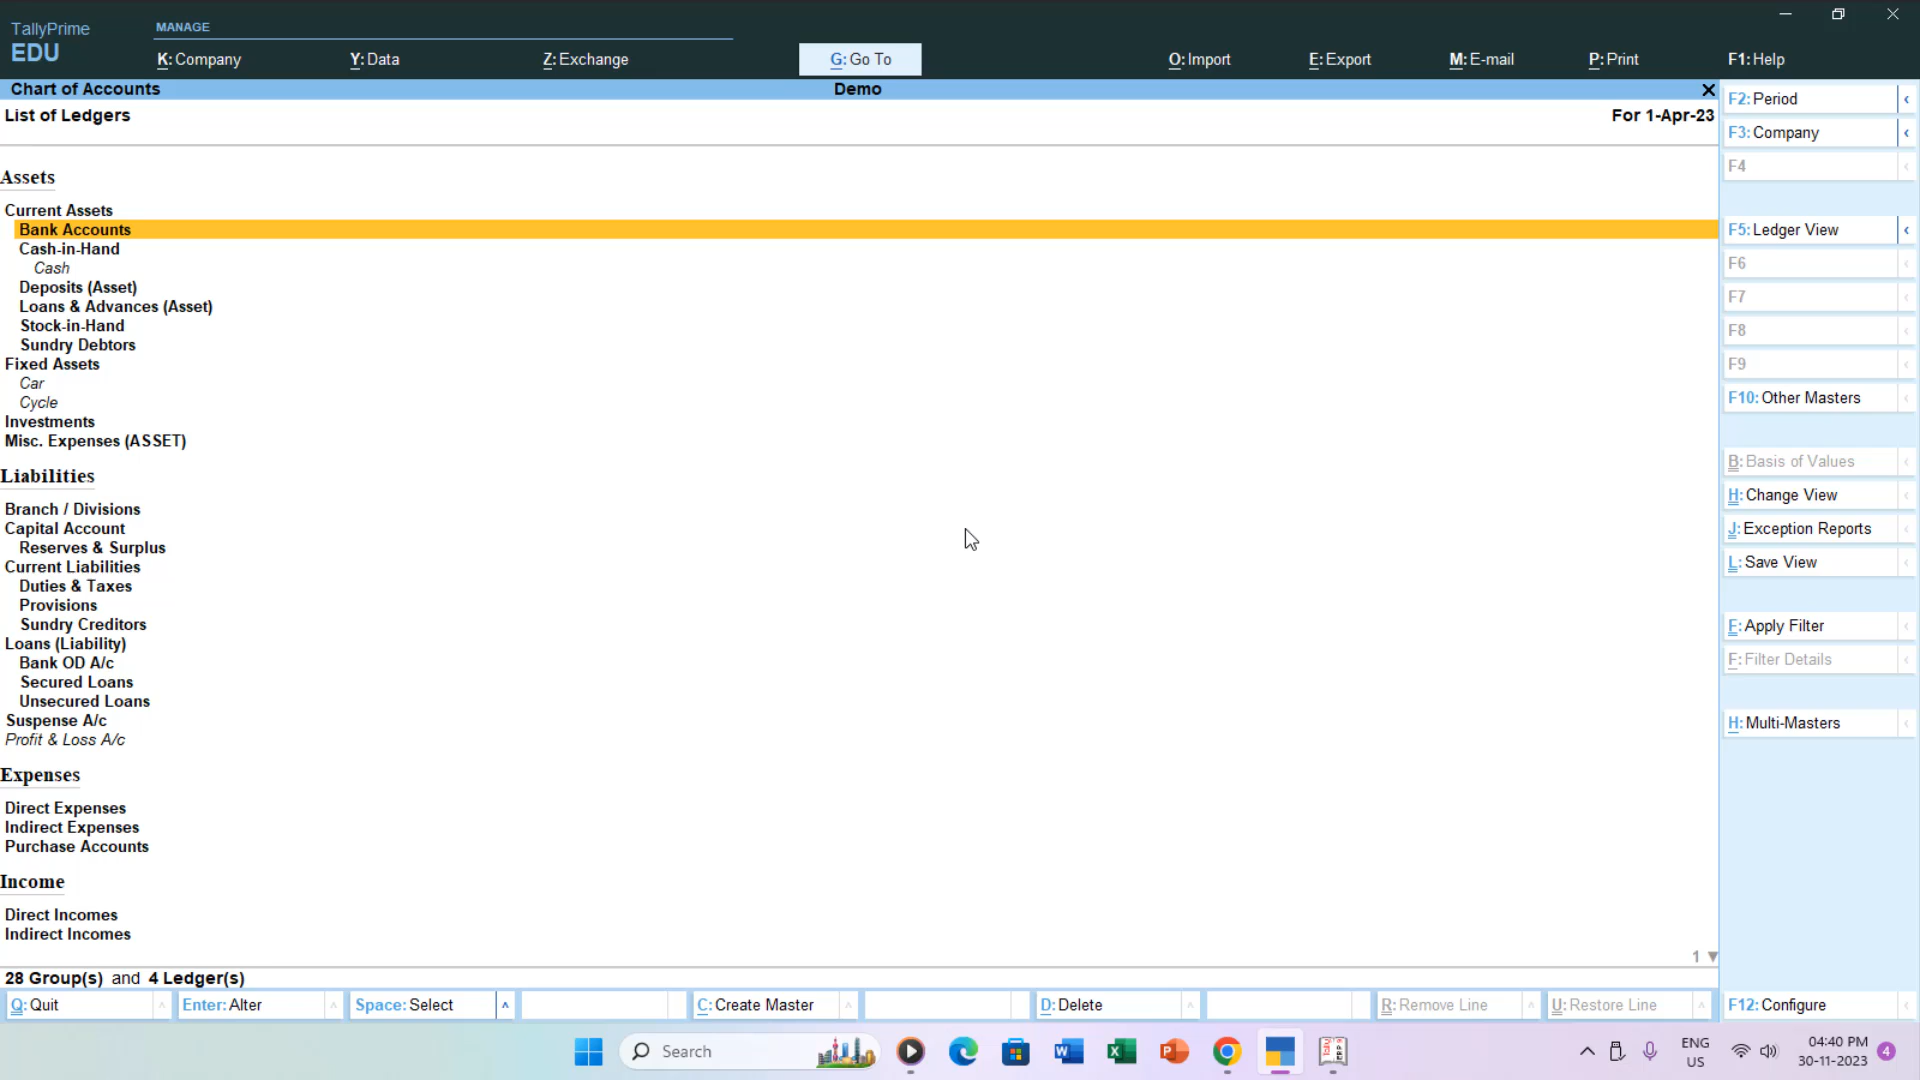 TallyPrime
EDU
MANAGE
K: Company
Y: Data
Z: Exchange
G: Go To
O: Import
E: Export
M: E-mail
P: Print
F1: Help
Chart of Accounts
Demo
List of Ledgers
For 1-Apr-23
Assets
Current Assets
Bank Accounts
Cash-in-Hand
Cash
Deposits (Asset)
Loans & Advances (Asset)
Stock-in-Hand
Sundry Debtors
Fixed Assets
Car
Cycle
Investments
Misc. Expenses (ASSET)
Liabilities
Branch / Divisions
Capital Account
Reserves & Surplus
Current Liabilities
Duties & Taxes
Provisions
Sundry Creditors
Loans (Liability)
Bank OD A/c
Secured Loans
Unsecured Loans
Suspense A/c
Profit & Loss A/c
Expenses
Direct Expenses
Indirect Expenses
Purchase Accounts
Income
Direct Incomes
Indirect Incomes
1
28 Group(s) and 4 Ledger(s)
F2: Period
F3: Company
F4
F5: Ledger View
F6
F7
F8
F9
F10: Other Masters
B: Basis of Values
H: Change View
J: Exception Reports
L: Save View
F: Apply Filter
F: Filter Details
H: Multi-Masters
F12: Configure
Q: Quit
Enter: Alter
Space: Select
C: Create Master
D: Delete
R: Remove Line
U: Restore Line
Search
ENG
US
04:40 PM
30-11-2023
4